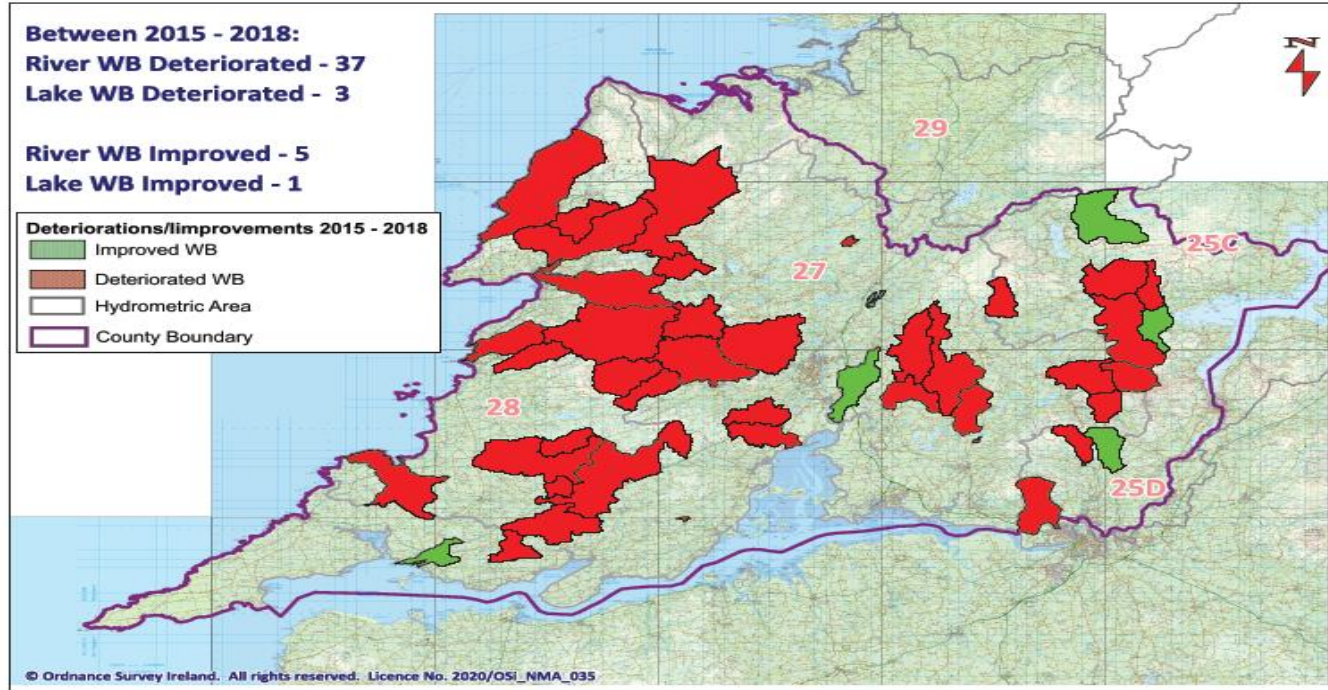 Between 2015 - 2018:
River WB Deteriorated - 37
Lake WB Deteriorated - 3
River WB Improved - 5
Lake WB Improved - 1
Deteriorations/Iimprovements 2015 - 2018
Improved WB
Deteriorated WB
Hydrometric Area
County Boundary
N
29
27
25C
28
25D
© Ordnance Survey Ireland. All rights reserved. Licence No. 2020/OSi_NMA_035